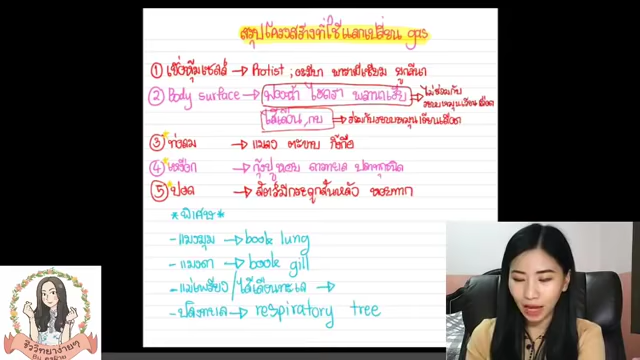 สรุปโครงสร้างที่ใช้แลกเปลี่ยน gas
① เยื่อหุ้มเซลล์ → Protist ; อะมีบา พารามีเซียม ยูกลีนา
② Body surface → ฟองน้ำ ไฮดรา พลานาเรีย → ไม่ร่วมกับระบบหมุนเวียนเลือด
ไส้เดือน, กบ → ร่วมกับระบบหมุนเวียนเลือด
③ ท่อลม → แมลง ตะขาบ กิ้งกือ
④ เหงือก → กุ้ง ปู หอย ดาวทะเล ปลาทุกชนิด
⑤ ปอด → สัตว์มีกระดูกสันหลัง หอยทาก
* พิเศษ *
- แมงมุม → book lung
- แมงดา → book gill
- แม่เพรียง / ไส้เดือนทะเล →
- ปลิงทะเล → respiratory tree
ชีววิทยาง่ายๆ